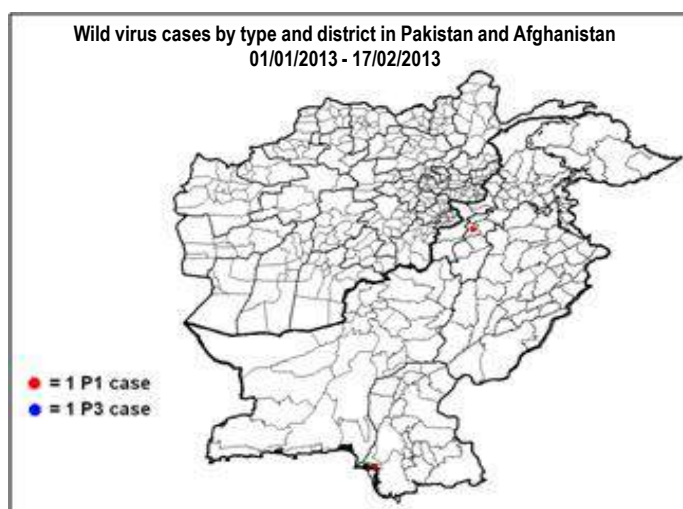 Wild virus cases by type and district in Pakistan and Afghanistan
01/01/2013 - 17/02/2013
= 1 P1 case
= 1 P3 case